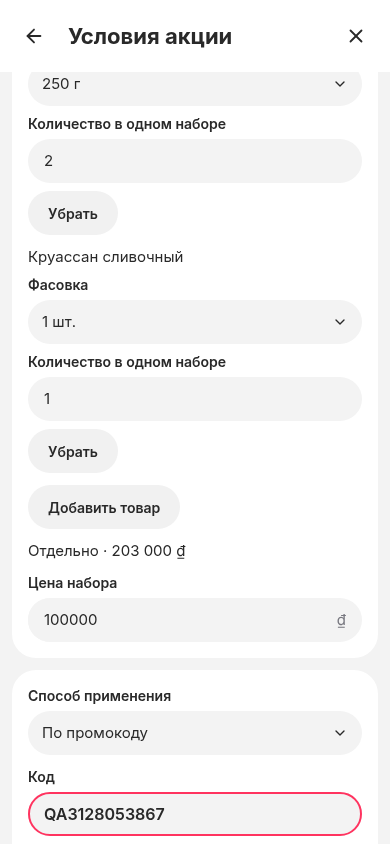 Условия акции
250 г
Количество в одном наборе
2
Убрать
Круассан сливочный
Фасовка
1 шт.
Количество в одном наборе
1
Убрать
Добавить товар
Отдельно · 203 000 ₫
Цена набора
100000 ₫
Способ применения
По промокоду
Код
QA3128053867